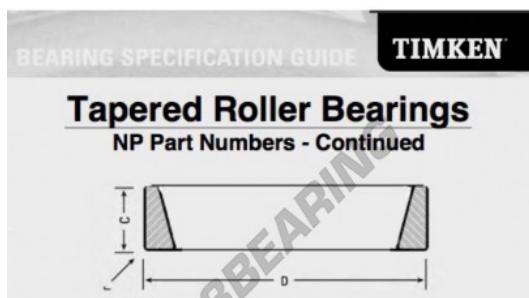 BEARING SPECIFICATION GUIDE
TIMKEN
Tapered Roller Bearings
NP Part Numbers - Continued
C
r
D